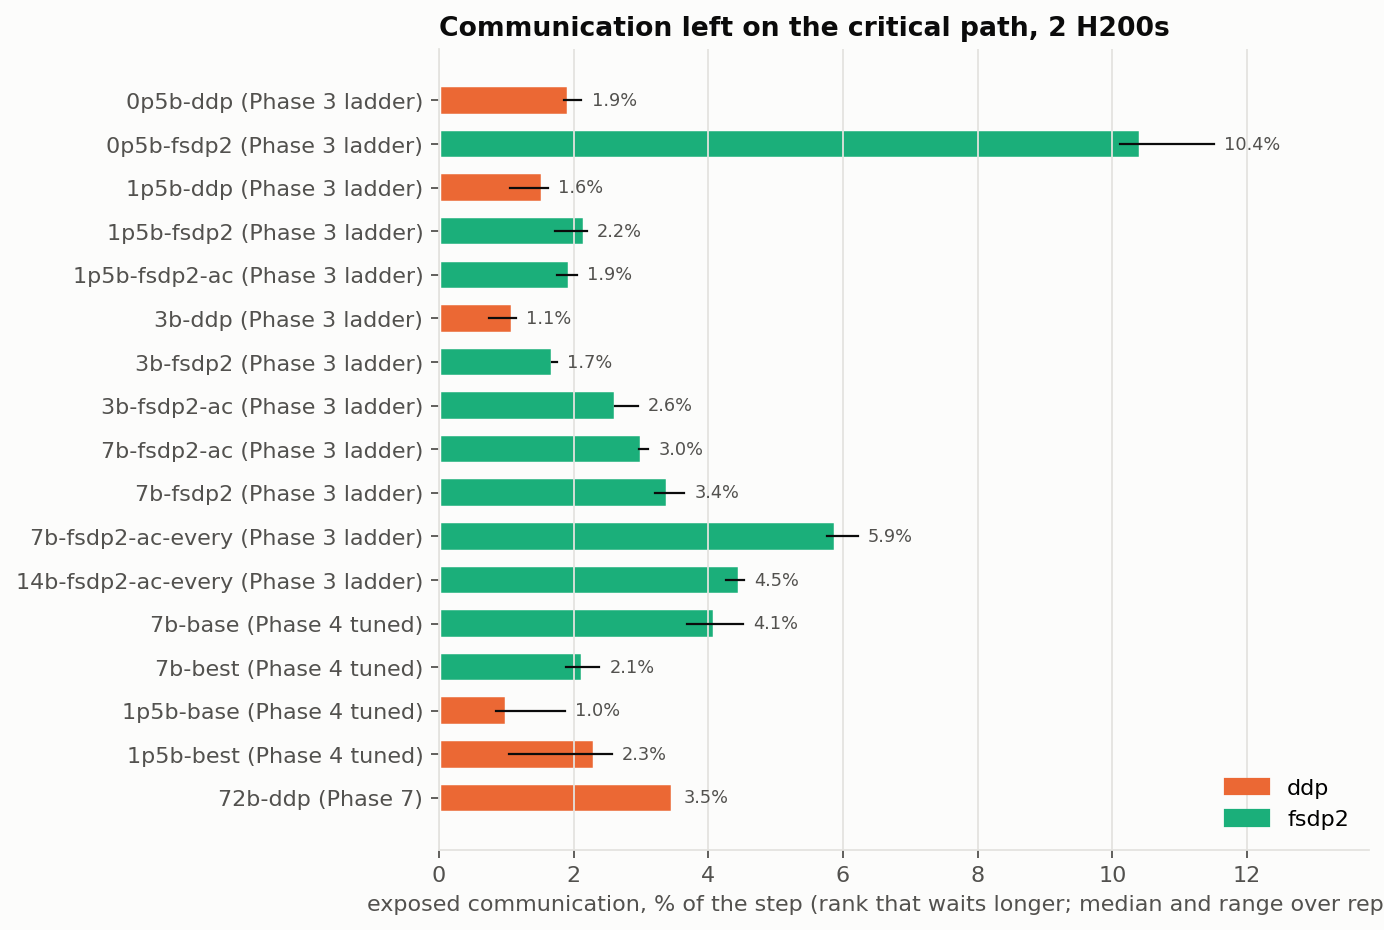 Communication left on the critical path, 2 H200s
0p5b-ddp (Phase 3 ladder) 1.9%
0p5b-fsdp2 (Phase 3 ladder) 10.4%
1p5b-ddp (Phase 3 ladder) 1.6%
1p5b-fsdp2 (Phase 3 ladder) 2.2%
1p5b-fsdp2-ac (Phase 3 ladder) 1.9%
3b-ddp (Phase 3 ladder) 1.1%
3b-fsdp2 (Phase 3 ladder) 1.7%
3b-fsdp2-ac (Phase 3 ladder) 2.6%
7b-fsdp2-ac (Phase 3 ladder) 3.0%
7b-fsdp2 (Phase 3 ladder) 3.4%
7b-fsdp2-ac-every (Phase 3 ladder) 5.9%
14b-fsdp2-ac-every (Phase 3 ladder) 4.5%
7b-base (Phase 4 tuned) 4.1%
7b-best (Phase 4 tuned) 2.1%
1p5b-base (Phase 4 tuned) 1.0%
1p5b-best (Phase 4 tuned) 2.3%
72b-ddp (Phase 7) 3.5%
ddp
fsdp2
0 2 4 6 8 10 12
exposed communication, % of the step (rank that waits longer; median and range over rep